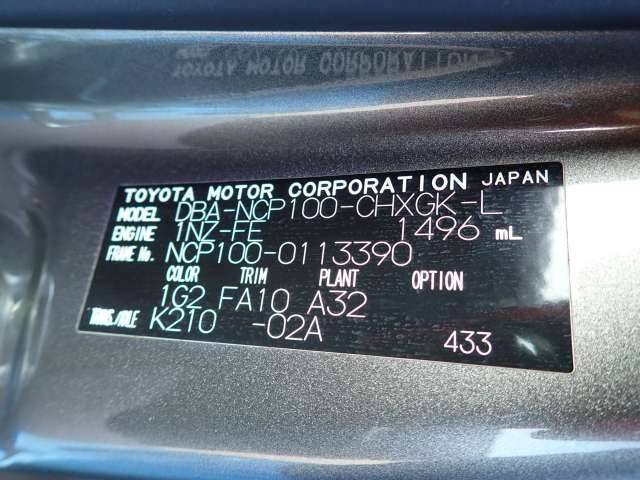 TOYOTA MOTOR CORPORATION JAPAN
MODEL DBA-NCP100-CHXGK-L
ENGINE 1NZ-FE 1496 mL
FRAME No. NCP100-0113390
COLOR TRIM PLANT OPTION
1G2 FA10 A32
TRANS./AXLE K210 -02A
433